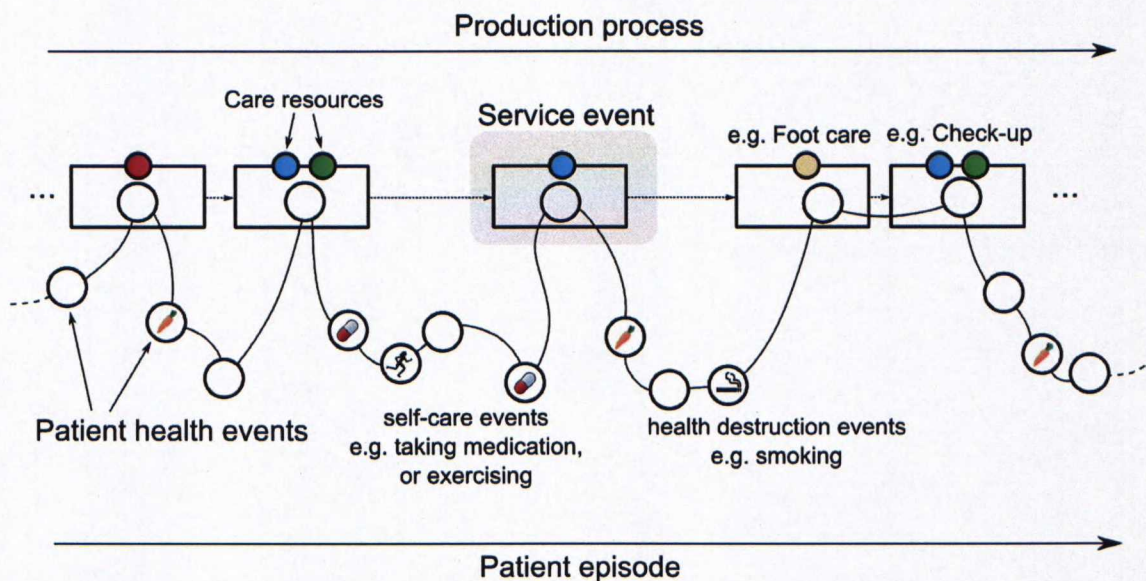 Production process
Care resources
Service event
e.g. Foot care
e.g. Check-up
...
...
Patient health events
self-care events
e.g. taking medication,
or exercising
health destruction events
e.g. smoking
Patient episode